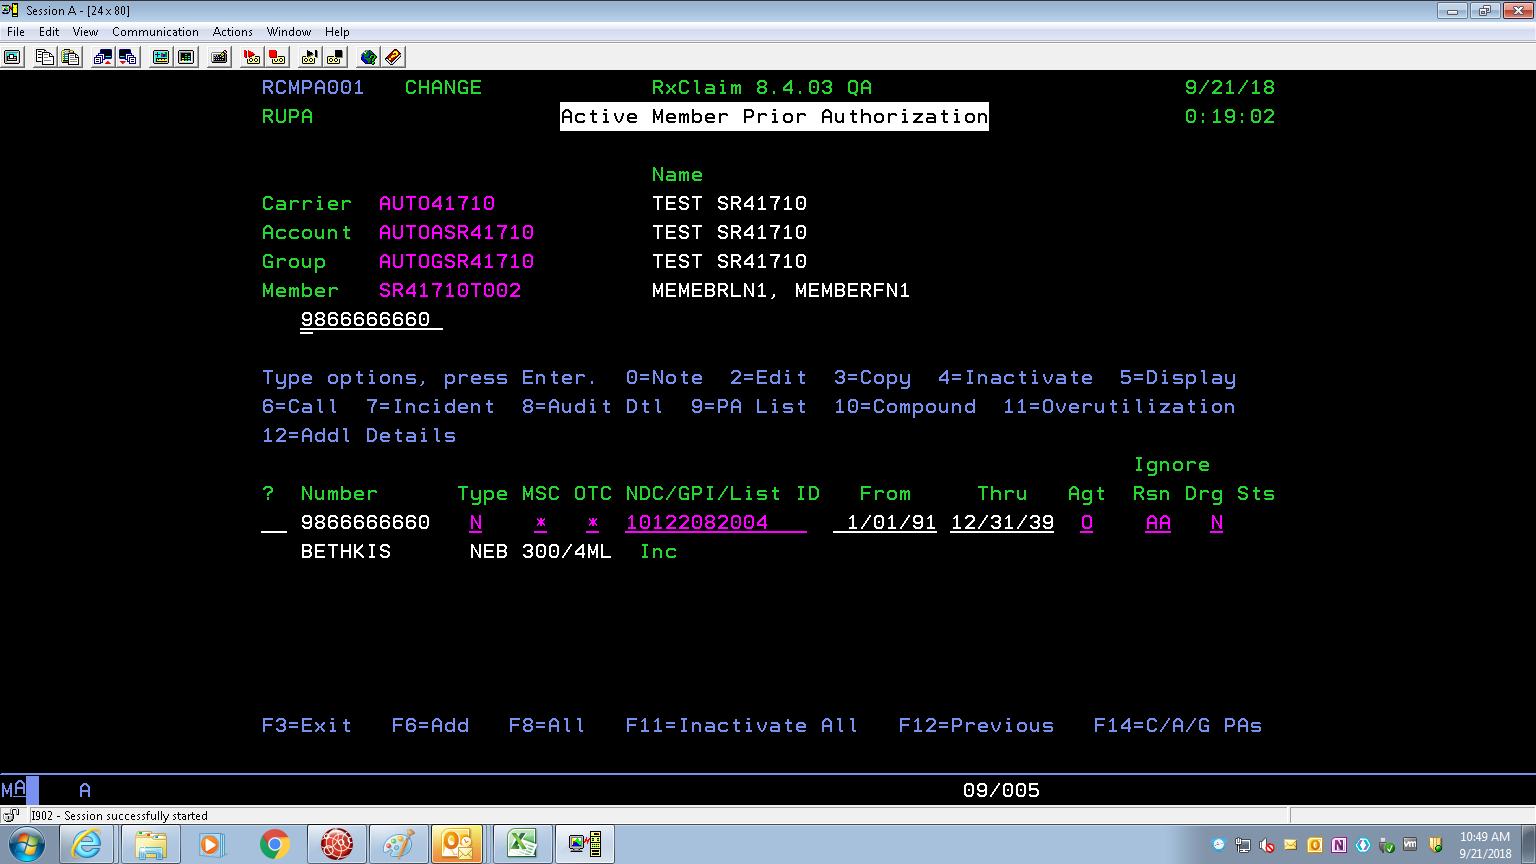 Session A - [24 x 80]
File Edit View Communication Actions Window Help
RCMPA001 CHANGE RxClaim 8.4.03 QA 9/21/18
RUPA Active Member Prior Authorization 0:19:02
Name
Carrier AUTO41710 TEST SR41710
Account AUTOASR41710 TEST SR41710
Group AUTOGSR41710 TEST SR41710
Member SR41710T002 MEMEBRLN1, MEMBERFN1
9866666660
Type options, press Enter. 0=Note 2=Edit 3=Copy 4=Inactivate 5=Display
6=Call 7=Incident 8=Audit Dtl 9=PA List 10=Compound 11=Overutilization
12=Addl Details
Ignore
? Number Type MSC OTC NDC/GPI/List ID From Thru Agt Rsn Drg Sts
9866666660 N * * 10122082004 1/01/91 12/31/39 O AA N
BETHKIS NEB 300/4ML Inc
F3=Exit F6=Add F8=All F11=Inactivate All F12=Previous F14=C/A/G PAs
MA A 09/005
I902 - Session successfully started
10:49 AM
9/21/2018